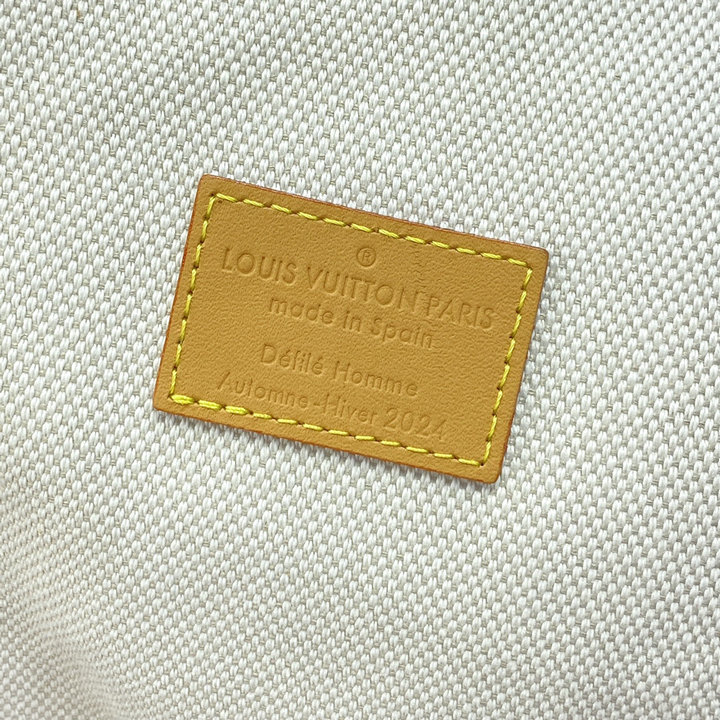 ®
LOUIS VUITTON PARIS
made in Spain
Défilé Homme
Automne-Hiver 2024